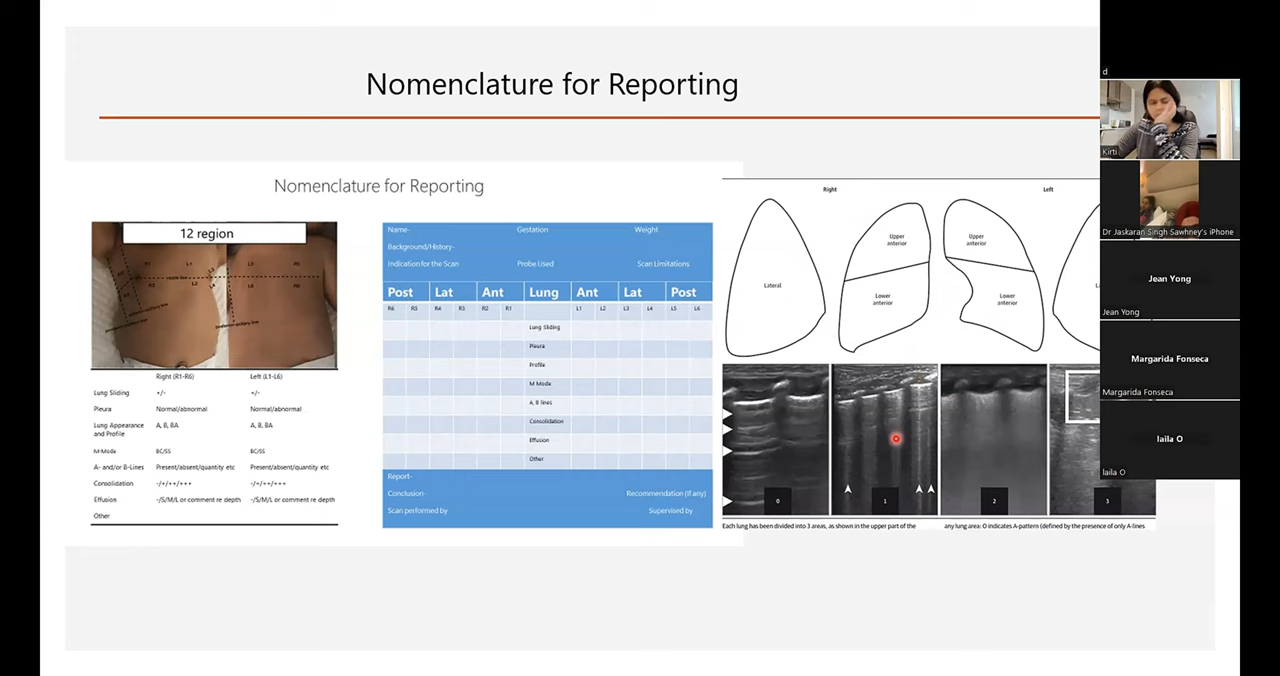 Nomenclature for Reporting
Nomenclature for Reporting
12 region
R1 L1 L5 R5
R2 L2 L6 R6
Right (R1-R6) Left (L1-L6)
Lung Sliding +/- +/-
Pleura Normal/abnormal Normal/abnormal
Lung Appearance
and Profile A, B, BA A, B, BA
M-Mode BC/SS BC/SS
A- and/or B-Lines Present/absent/quantity etc Present/absent/quantity etc
Consolidation -/+/++/+++ -/+/++/+++
Effusion -/S/M/L or comment re depth -/S/M/L or comment re depth
Other
Name- Gestation Weight
Background/History-
Indication for the Scan Probe Used Scan Limitations
Post Lat Ant Lung Ant Lat Post
R6 R5 R4 R3 R2 R1 L1 L2 L3 L4 L5 L6
Lung Sliding
Pleura
Profile
M Mode
A, B lines
Consolidation
Effusion
Other
Report-
Conclusion- Recommendation (If any)
Scan performed by Supervised by
Right Left
Lateral
Upper
anterior
Lower
anterior
Upper
anterior
Lower
anterior
0 1 2 3
Each lung has been divided into 3 areas, as shown in the upper part of the
any lung area: 0 indicates A-pattern (defined by the presence of only A-lines
d
Kirti
Dr Jaskaran Singh Sawhney's iPhone
Jean Yong
Jean Yong
Margarida Fonseca
Margarida Fonseca
laila O
laila O